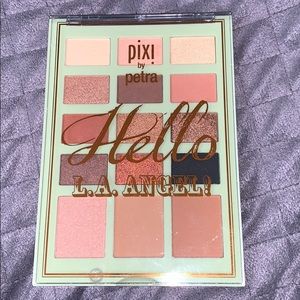 pixi
by
petra
Hello
L.A. ANGEL!